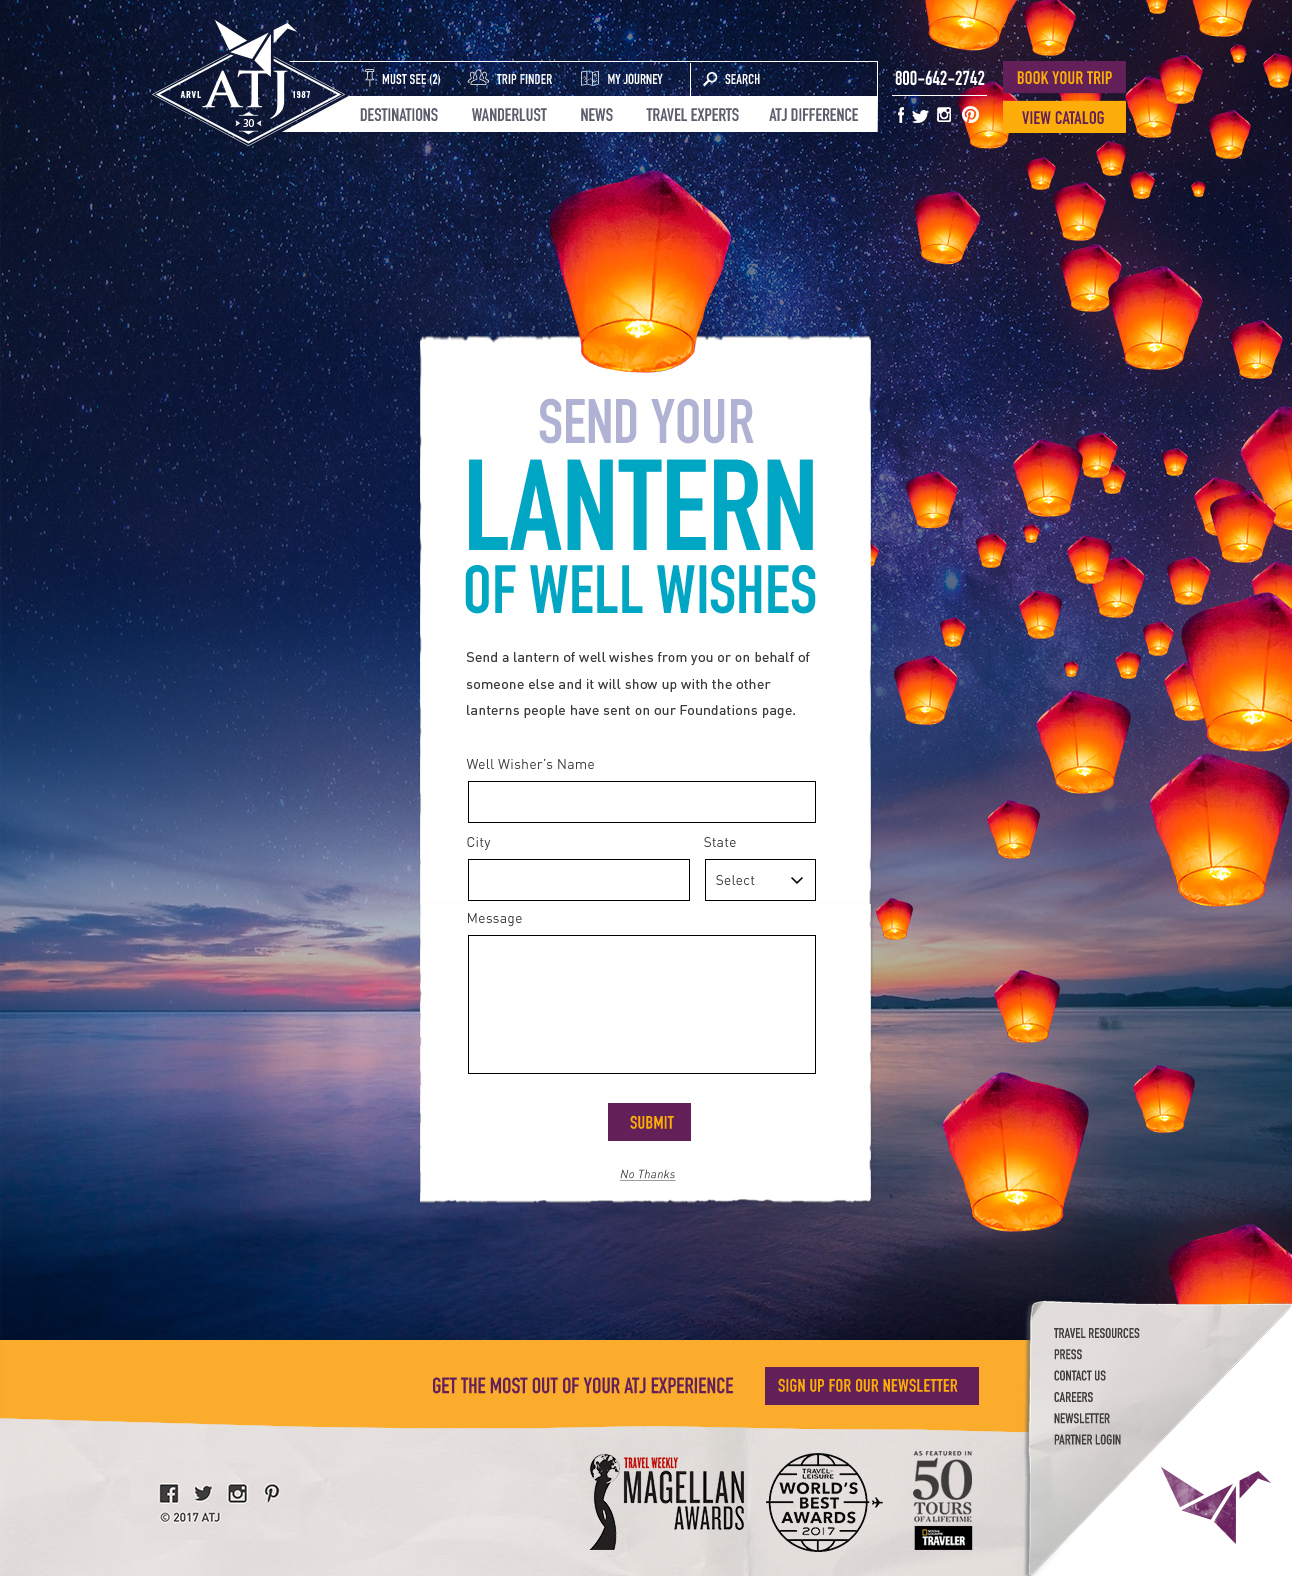 ARVL
ATJ
1987
30
MUST SEE (2)
TRIP FINDER
MY JOURNEY
SEARCH
DESTINATIONS
WANDERLUST
NEWS
TRAVEL EXPERTS
ATJ DIFFERENCE
800-642-2742
BOOK YOUR TRIP
VIEW CATALOG
SEND YOUR
LANTERN
OF WELL WISHES
Send a lantern of well wishes from you or on behalf of
someone else and it will show up with the other
lanterns people have sent on our Foundations page.
Well Wisher's Name
City
State
Select
Message
SUBMIT
No Thanks
GET THE MOST OUT OF YOUR ATJ EXPERIENCE
SIGN UP FOR OUR NEWSLETTER
TRAVEL RESOURCES
PRESS
CONTACT US
CAREERS
NEWSLETTER
PARTNER LOGIN
© 2017 ATJ
TRAVEL WEEKLY
MAGELLAN
AWARDS
TRAVEL+
LEISURE
WORLD'S
BEST
AWARDS
2017
AS FEATURED IN
50
TOURS
OF A LIFETIME
NATIONAL
GEOGRAPHIC
TRAVELER